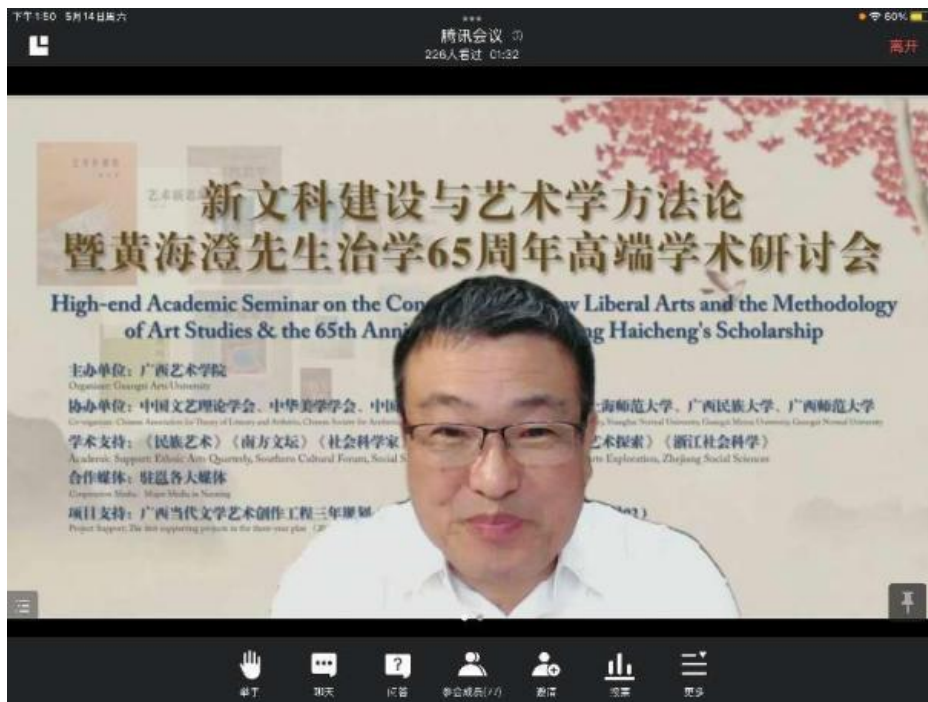 下午1:50 5月14日周六
60%
腾讯会议
226人看过 01:32
离开
新文科建设与艺术学方法论
暨黄海澄先生治学65周年高端学术研讨会
High-end Academic Seminar on the Con w Liberal Arts and the Methodology
of Art Studies & the 65th Anni ng Haicheng's Scholarship
主办单位：广西艺术学院
Organizer: Guangxi Arts University
协办单位：中国文艺理论学会、中华美学学会、中国 上海师范大学、广西民族大学、广西师范大学
学术支持：《民族艺术》《南方文坛》《社会科学家 艺术探索》《浙江社会科学》
Academic Support: Ethnic Arts Quarterly, Southern Cultural Forum, Social S rts Exploration, Zhejiang Social Sciences
合作媒体：驻邕各大媒体
Cooperation Media: Major Media in Nanning
项目支持：广西当代文学艺术创作工程三年规划
举手
聊天
问答
参会成员(77)
邀请
投票
更多